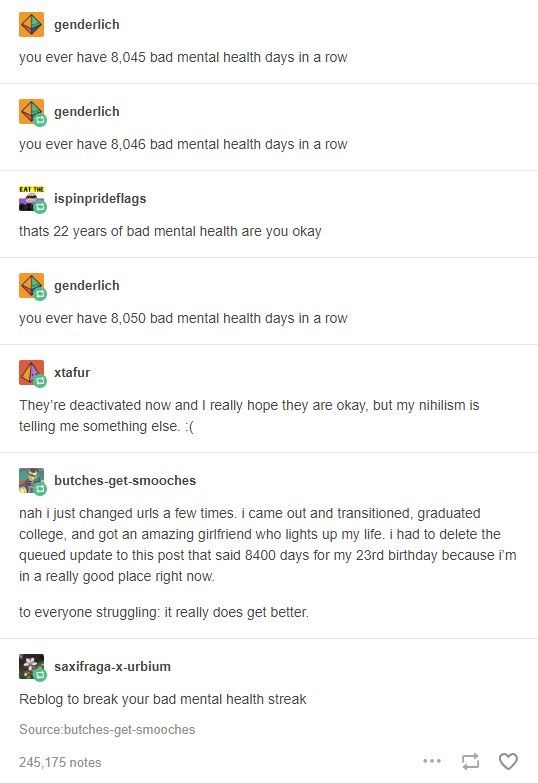 genderlich
you ever have 8,045 bad mental health days in a row
genderlich
you ever have 8,046 bad mental health days in a row
EAT THE
ispinprideflags
thats 22 years of bad mental health are you okay
genderlich
you ever have 8,050 bad mental health days in a row
xtafur
They're deactivated now and I really hope they are okay, but my nihilism is
telling me something else. :(
butches-get-smooches
nah i just changed urls a few times. i came out and transitioned, graduated
college, and got an amazing girlfriend who lights up my life. i had to delete the
queued update to this post that said 8400 days for my 23rd birthday because i'm
in a really good place right now.
to everyone struggling: it really does get better.
saxifraga-x-urbium
Reblog to break your bad mental health streak
Source:butches-get-smooches
245,175 notes